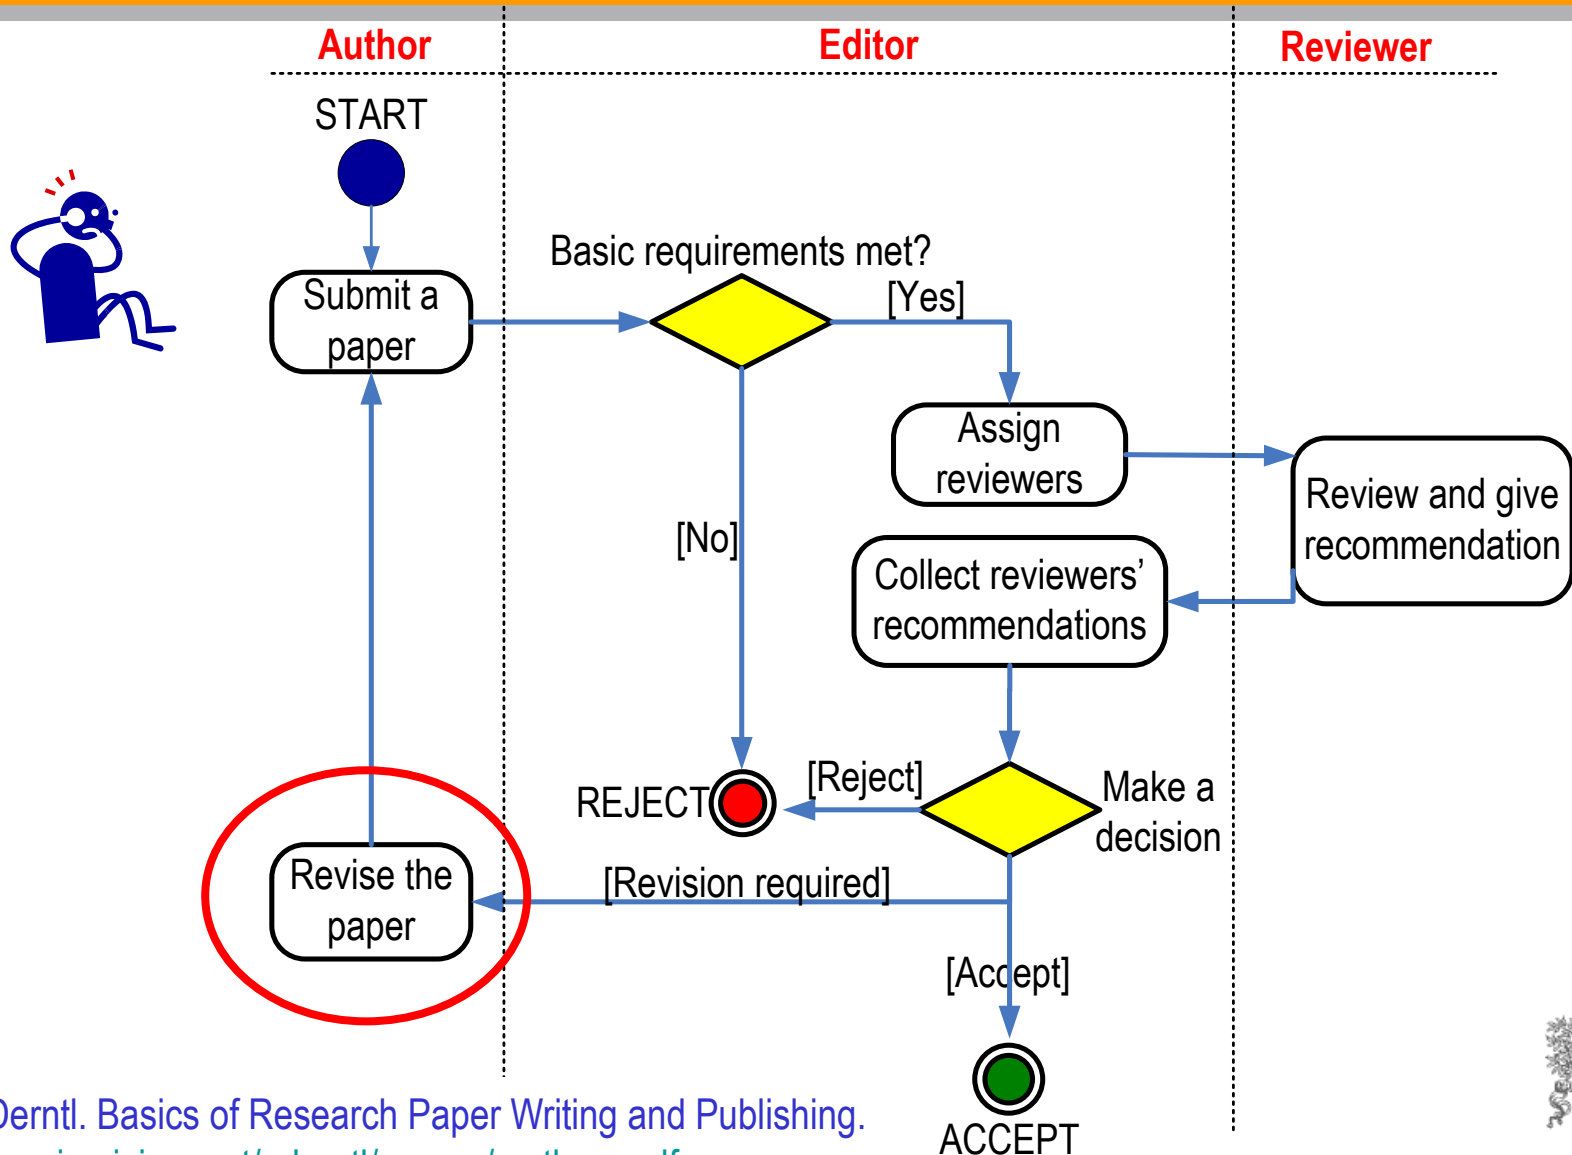 Author
Editor
Reviewer
START
Basic requirements met?
Submit a
paper
[Yes]
Assign
reviewers
Review and give
recommendation
[No]
Collect reviewers’
recommendations
REJECT
[Reject]
Make a
decision
Revise the
paper
[Revision required]
[Accept]
Derntl. Basics of Research Paper Writing and Publishing.
ACCEPT